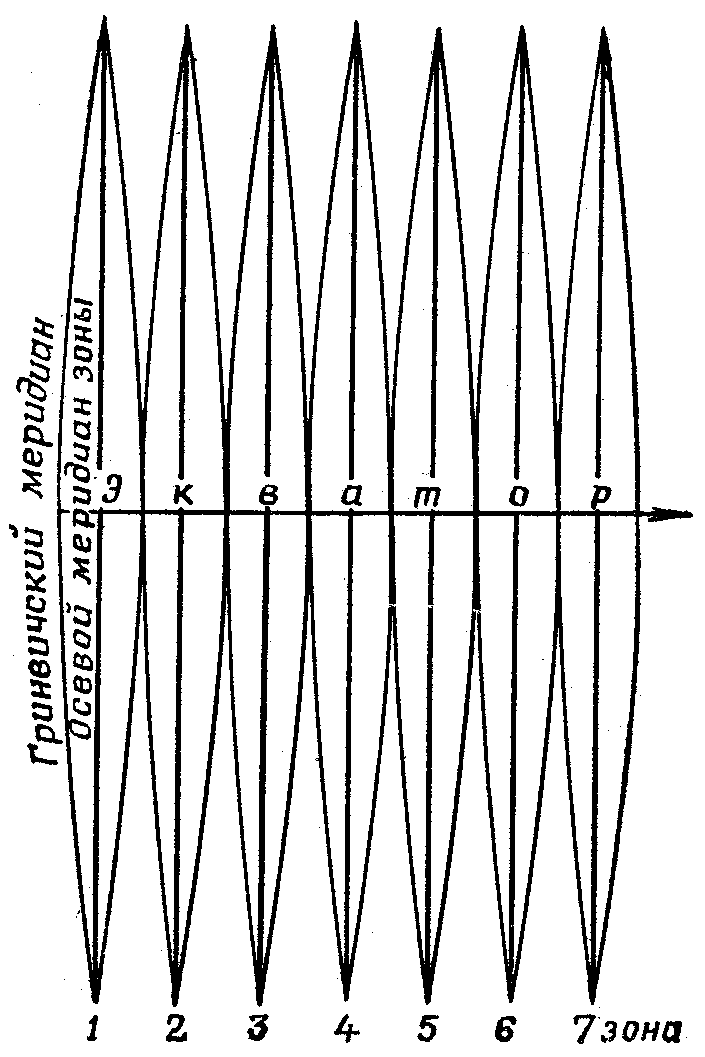 Гринвичский меридиан
Осевой меридиан зоны
Э к в а т о р
1 2 3 4 5 6 7 зона